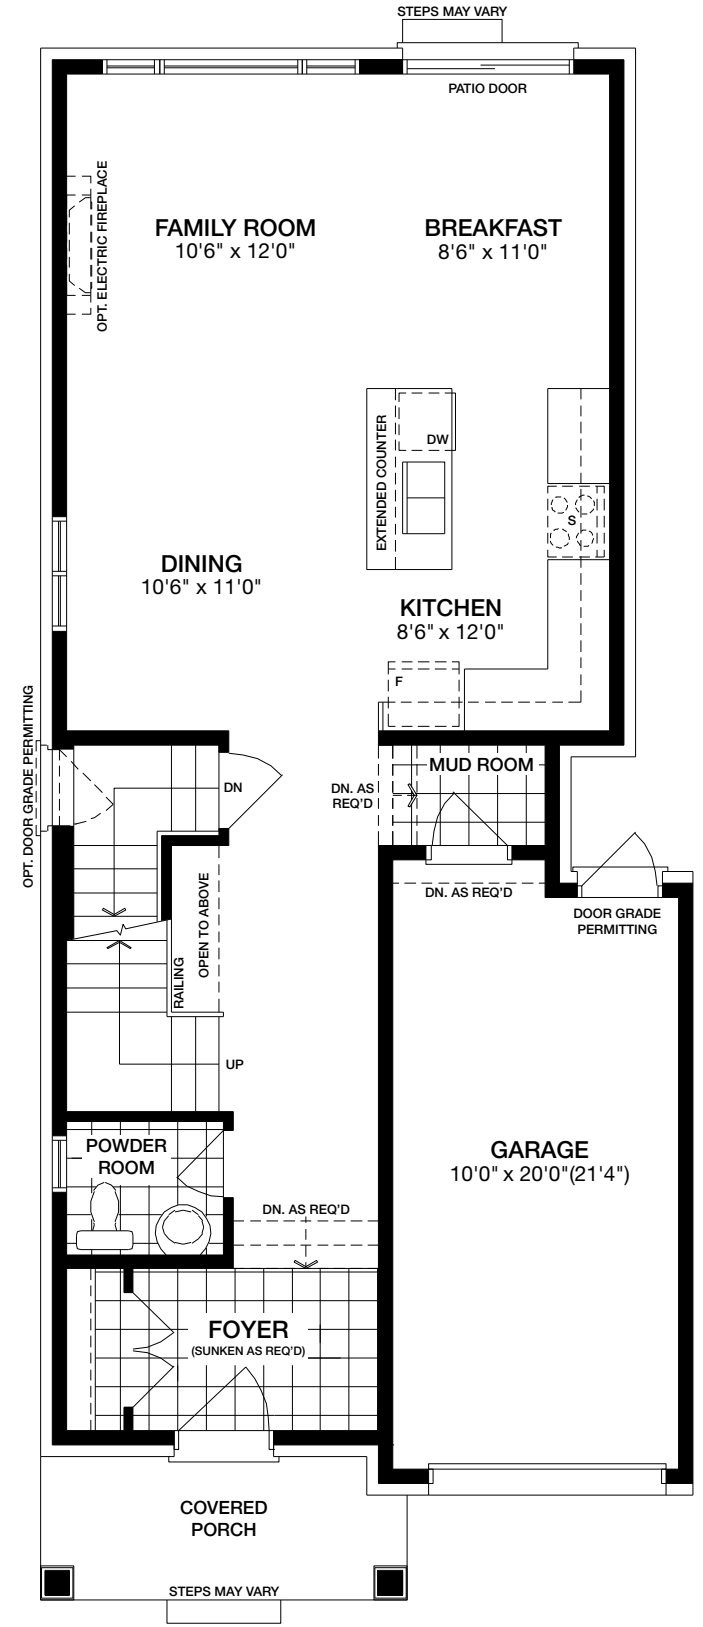 STEPS MAY VARY
PATIO DOOR
OPT. ELECTRIC FIREPLACE
FAMILY ROOM
10'6" x 12'0"
BREAKFAST
8'6" x 11'0"
EXTENDED COUNTER
DW
S
DINING
10'6" x 11'0"
KITCHEN
8'6" x 12'0"
F
OPT. DOOR GRADE PERMITTING
DN
DN. AS
REQ'D
MUD ROOM
DN. AS REQ'D
DOOR GRADE
PERMITTING
OPEN TO ABOVE
RAILING
UP
POWDER
ROOM
GARAGE
10'0" x 20'0"(21'4")
DN. AS REQ'D
FOYER
(SUNKEN AS REQ'D)
COVERED
PORCH
STEPS MAY VARY